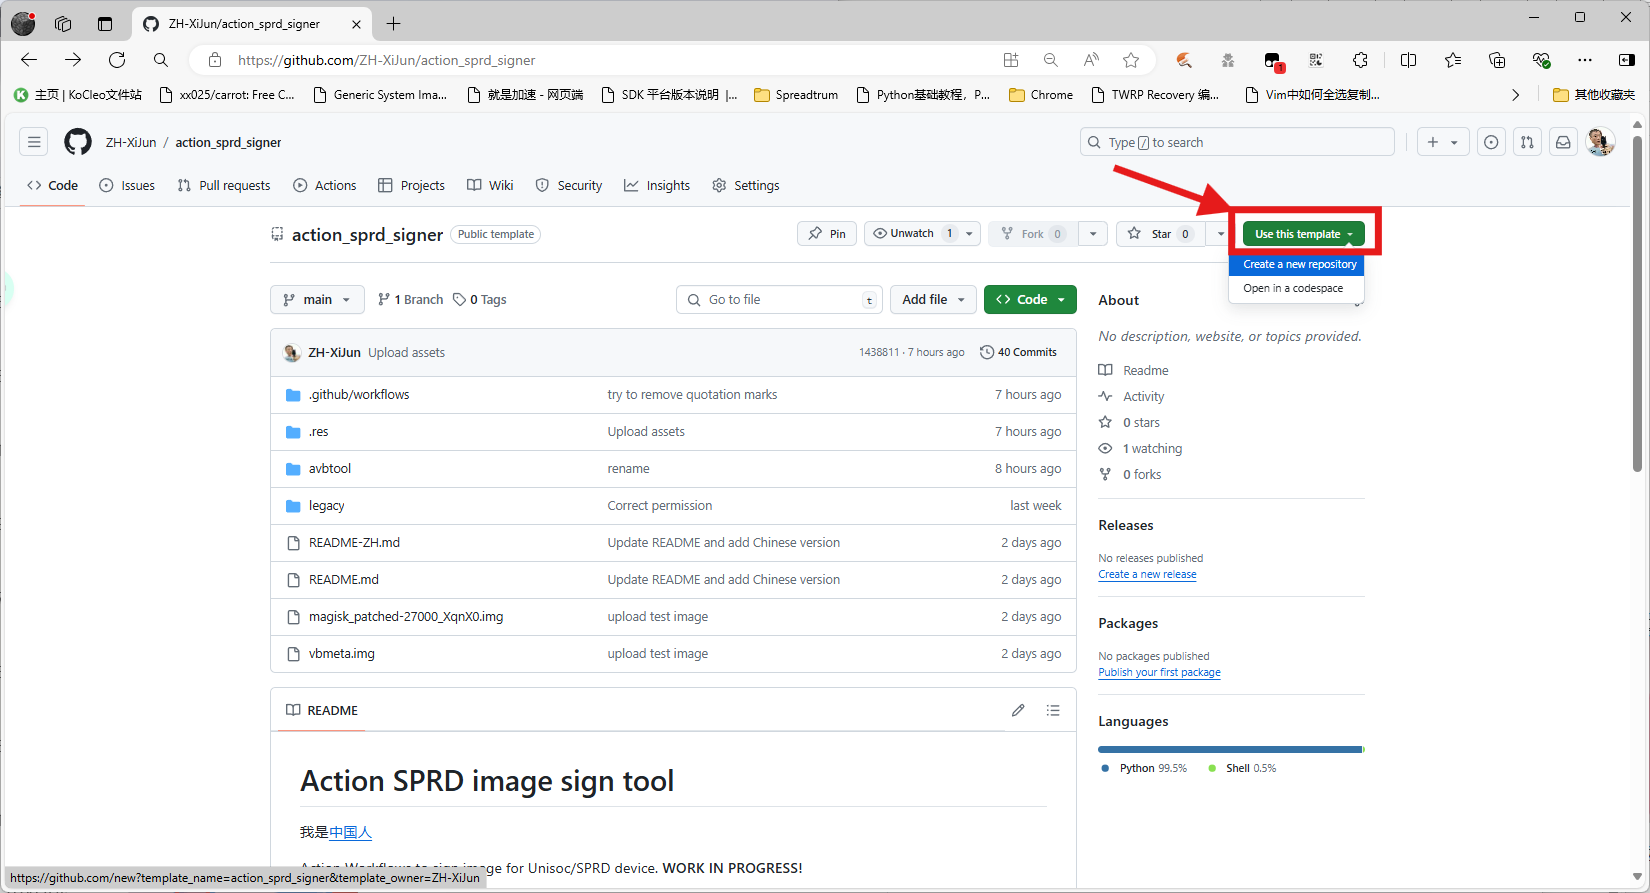 ZH-XiJun/action_sprd_signer
https://github.com/ZH-XiJun/action_sprd_signer
1
主页 | KoCleo文件站
xx025/carrot: Free C...
Generic System Ima...
就是加速 - 网页端
SDK 平台版本说明 |...
Spreadtrum
Python基础教程，P...
Chrome
TWRP Recovery 编...
Vim中如何全选复制...
其他收藏夹
ZH-XiJun / action_sprd_signer
Type / to search
Code
Issues
Pull requests
Actions
Projects
Wiki
Security
Insights
Settings
action_sprd_signer Public template
Pin
Unwatch 1
Fork 0
Star 0
Use this template
Create a new repository
Open in a codespace
main
1 Branch
0 Tags
Go to file t
Add file
Code
ZH-XiJun Upload assets 1438811 · 7 hours ago 40 Commits
.github/workflows try to remove quotation marks 7 hours ago
.res Upload assets 7 hours ago
avbtool rename 8 hours ago
legacy Correct permission last week
README-ZH.md Update README and add Chinese version 2 days ago
README.md Update README and add Chinese version 2 days ago
magisk_patched-27000_XqnX0.img upload test image 2 days ago
vbmeta.img upload test image 2 days ago
README
Action SPRD image sign tool
我是中国人
Action Workflows to sign image for Unisoc/SPRD device. WORK IN PROGRESS!
About
No description, website, or topics provided.
Readme
Activity
0 stars
1 watching
0 forks
Releases
No releases published
Create a new release
Packages
No packages published
Publish your first package
Languages
Python 99.5%
Shell 0.5%
https://github.com/new?template_name=action_sprd_signer&template_owner=ZH-XiJun